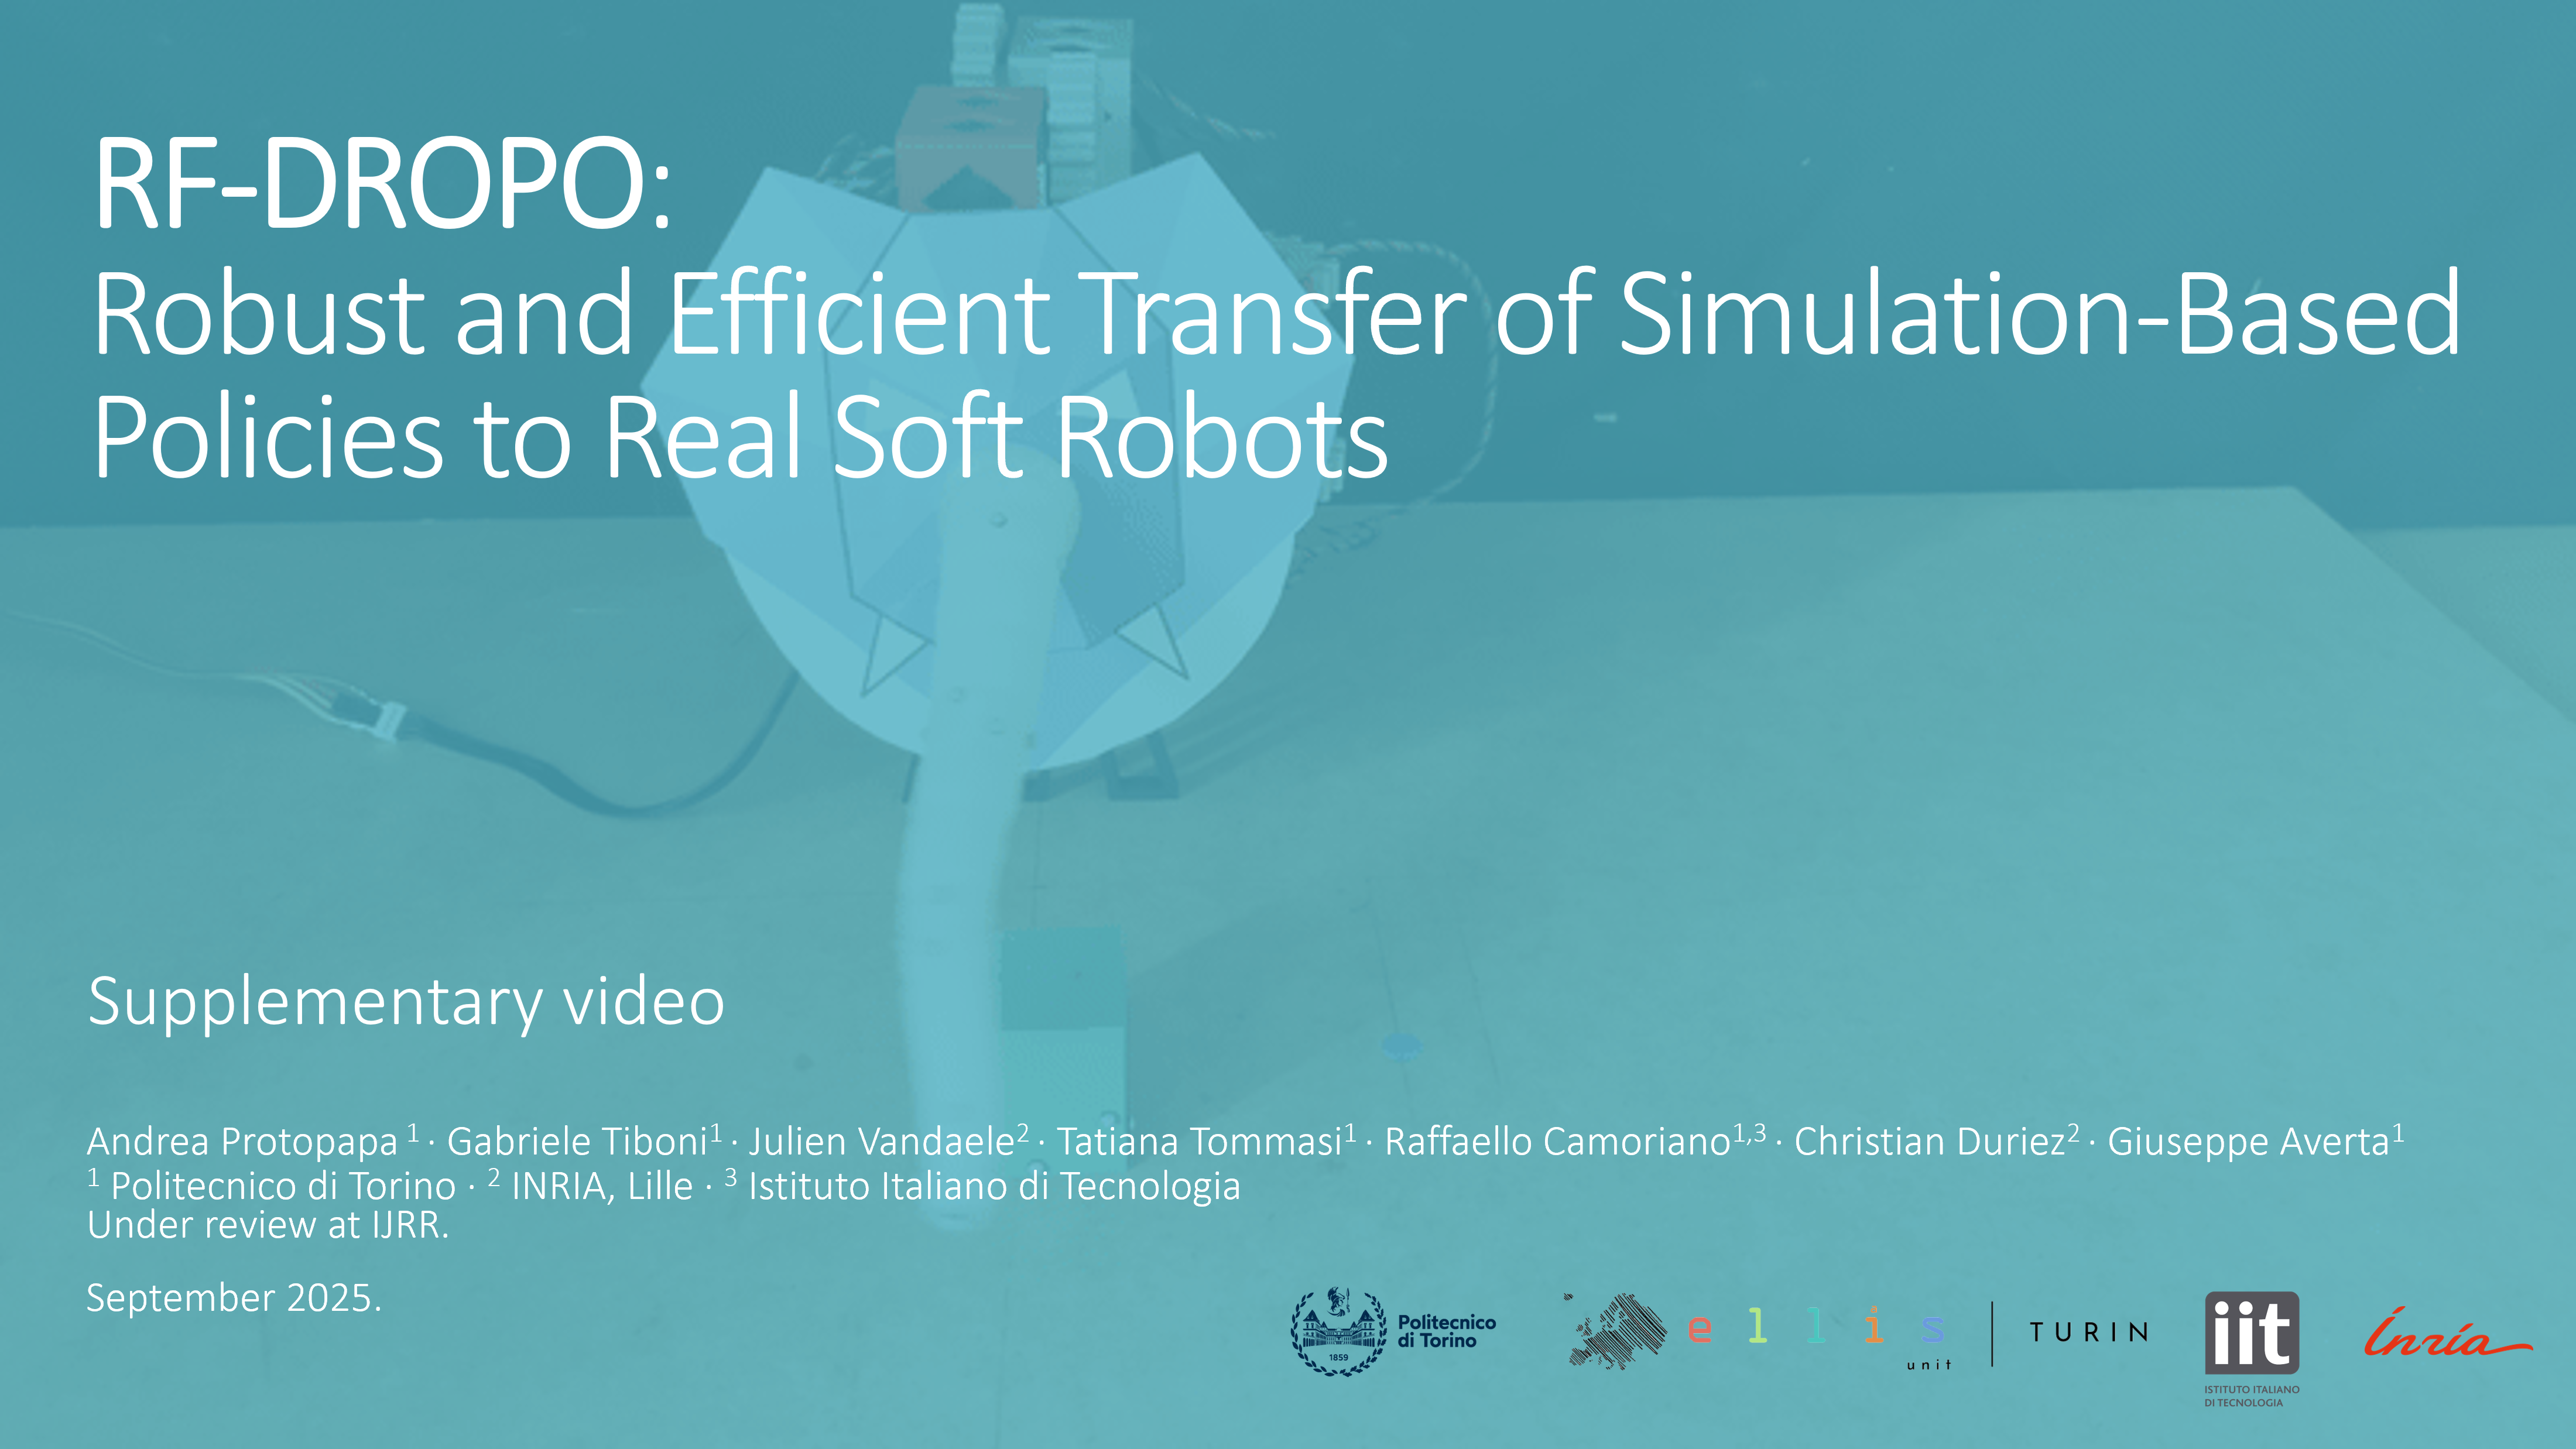 RF-DROPO:
Robust and Efficient Transfer of Simulation-Based
Policies to Real Soft Robots
Supplementary video
Andrea Protopapa 1 · Gabriele Tiboni1 · Julien Vandaele2 · Tatiana Tommasi1 · Raffaello Camoriano1,3 · Christian Duriez2 · Giuseppe Averta1
1 Politecnico di Torino · 2 INRIA, Lille · 3 Istituto Italiano di Tecnologia
Under review at IJRR.
September 2025.
1859
Politecnico
di Torino
ellis
unit
TURIN
iit
ISTITUTO ITALIANO
DI TECNOLOGIA
Inría